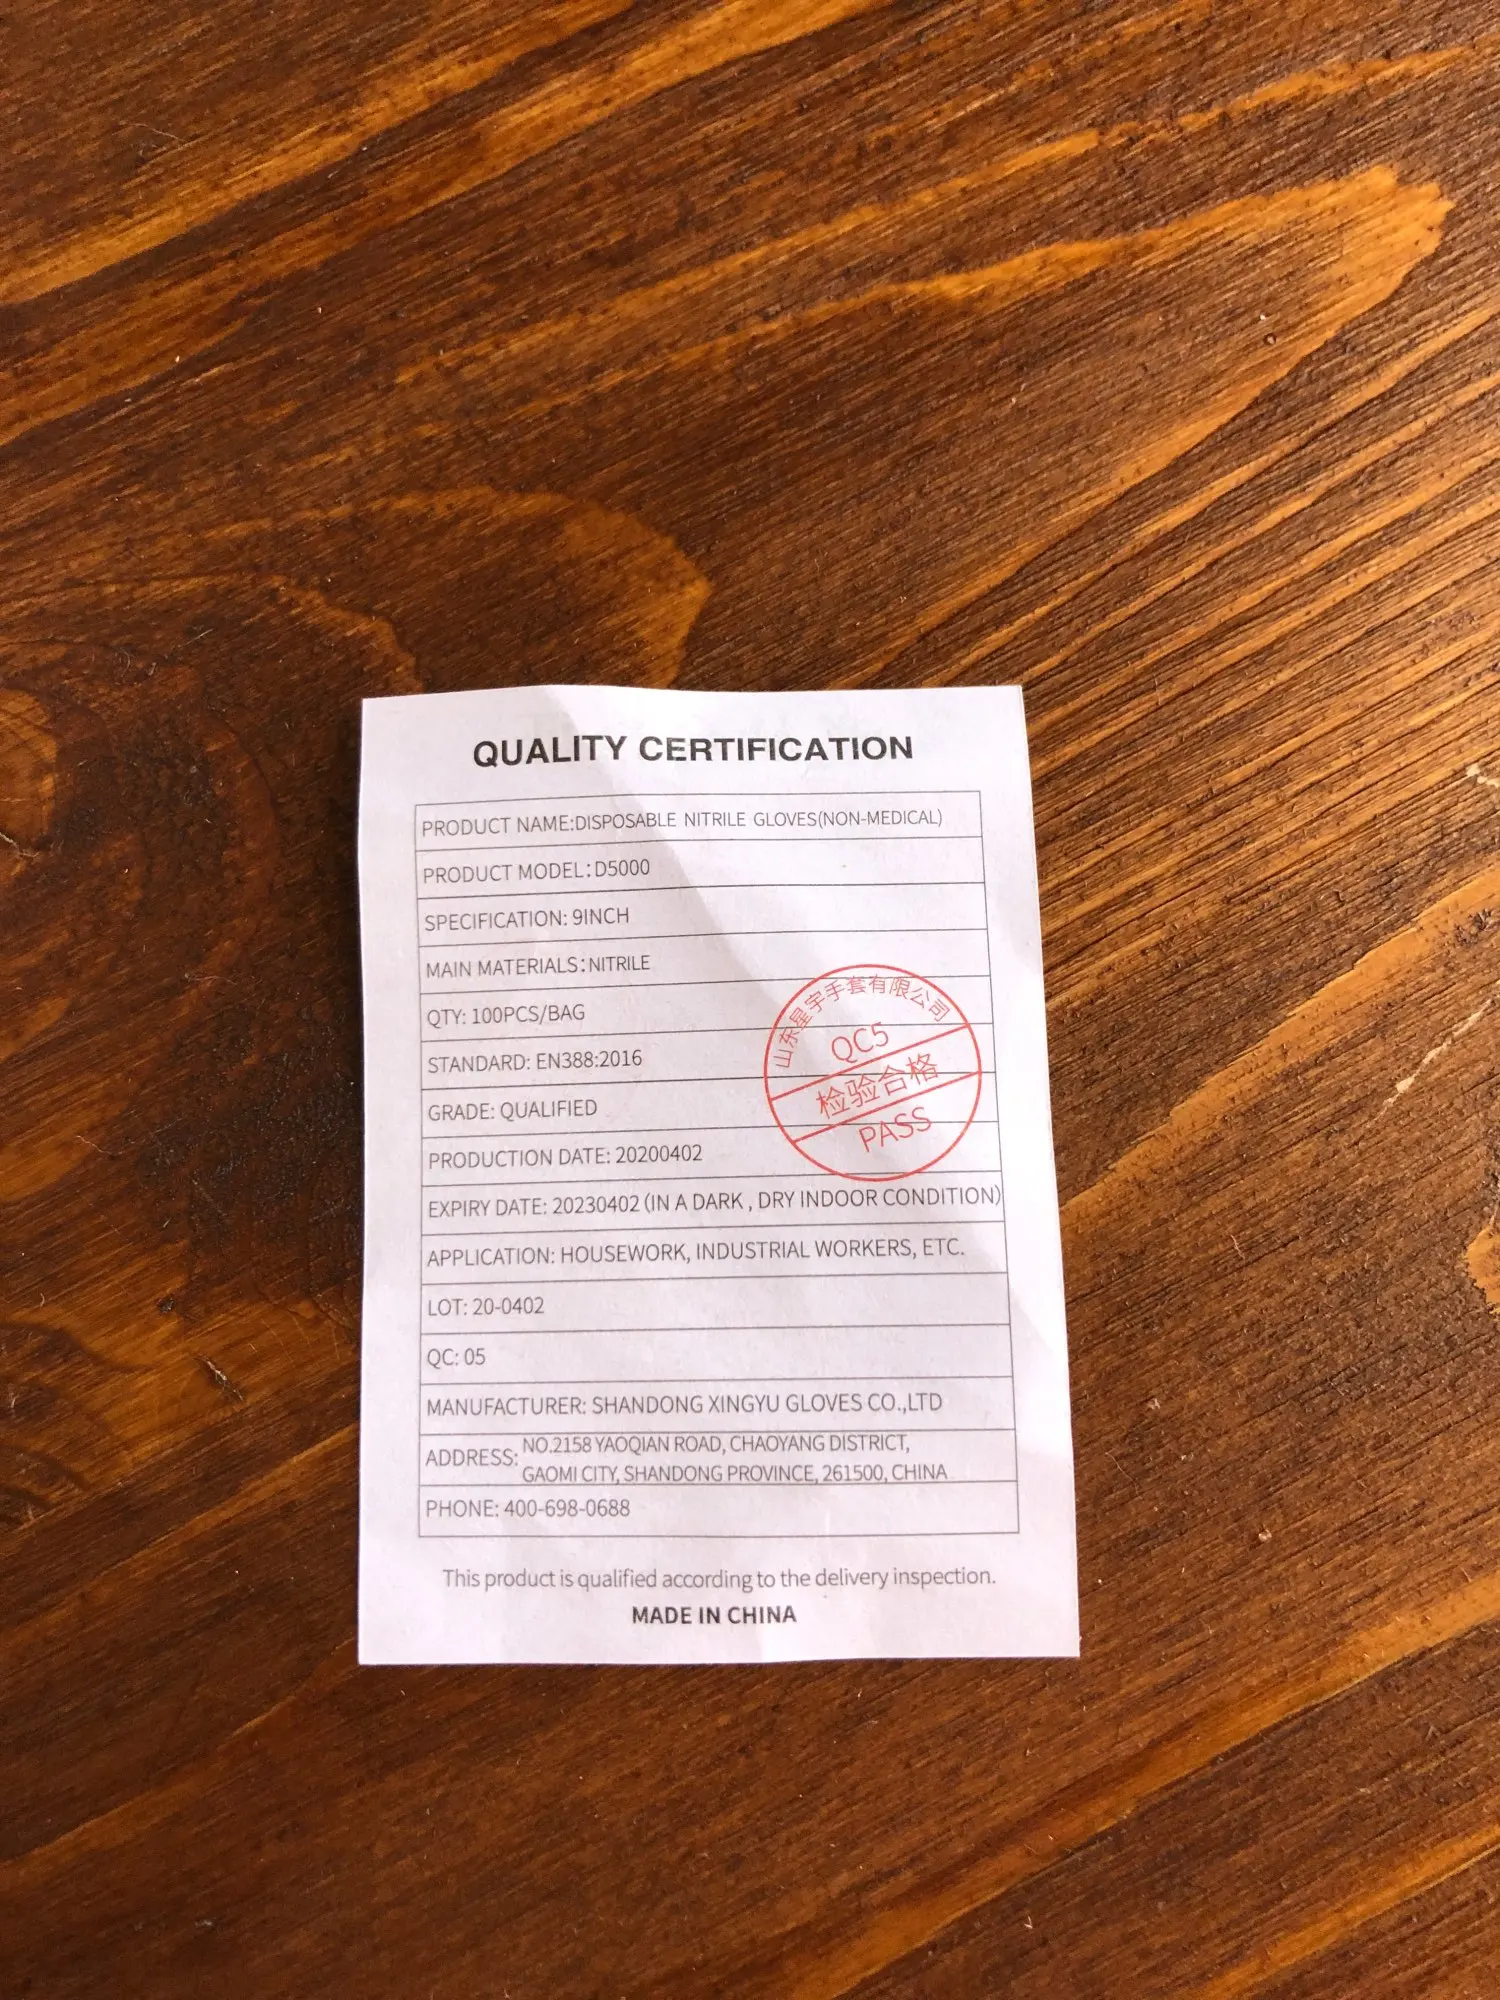 QUALITY CERTIFICATION
PRODUCT NAME:DISPOSABLE NITRILE GLOVES(NON-MEDICAL)
PRODUCT MODEL:D5000
SPECIFICATION: 9INCH
MAIN MATERIALS:NITRILE
QTY: 100PCS/BAG
STANDARD: EN388:2016
GRADE: QUALIFIED
PRODUCTION DATE: 20200402
EXPIRY DATE: 20230402 (IN A DARK , DRY INDOOR CONDITION)
APPLICATION: HOUSEWORK, INDUSTRIAL WORKERS, ETC.
LOT: 20-0402
QC: 05
MANUFACTURER: SHANDONG XINGYU GLOVES CO.,LTD
ADDRESS: NO.2158 YAOQIAN ROAD, CHAOYANG DISTRICT,
GAOMI CITY, SHANDONG PROVINCE, 261500, CHINA
PHONE: 400-698-0688
山东星宇手套有限公司
QC5
检验合格
PASS
This product is qualified according to the delivery inspection.
MADE IN CHINA